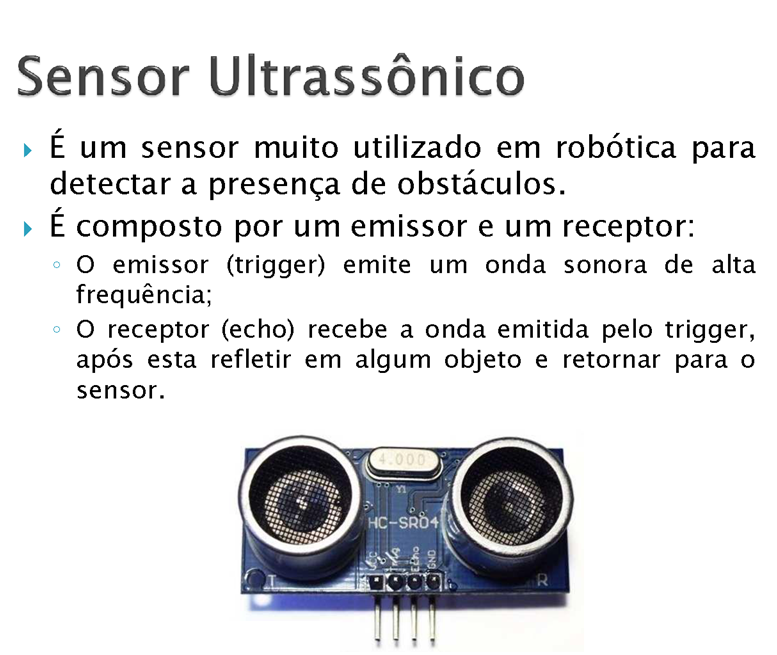 Sensor Ultrassônico
É um sensor muito utilizado em robótica para
detectar a presença de obstáculos.
É composto por um emissor e um receptor:
O emissor (trigger) emite um onda sonora de alta
frequência;
O receptor (echo) recebe a onda emitida pelo trigger,
após esta refletir em algum objeto e retornar para o
sensor.
4.000
Y1
HC-SR04
Echo
GND
T
R